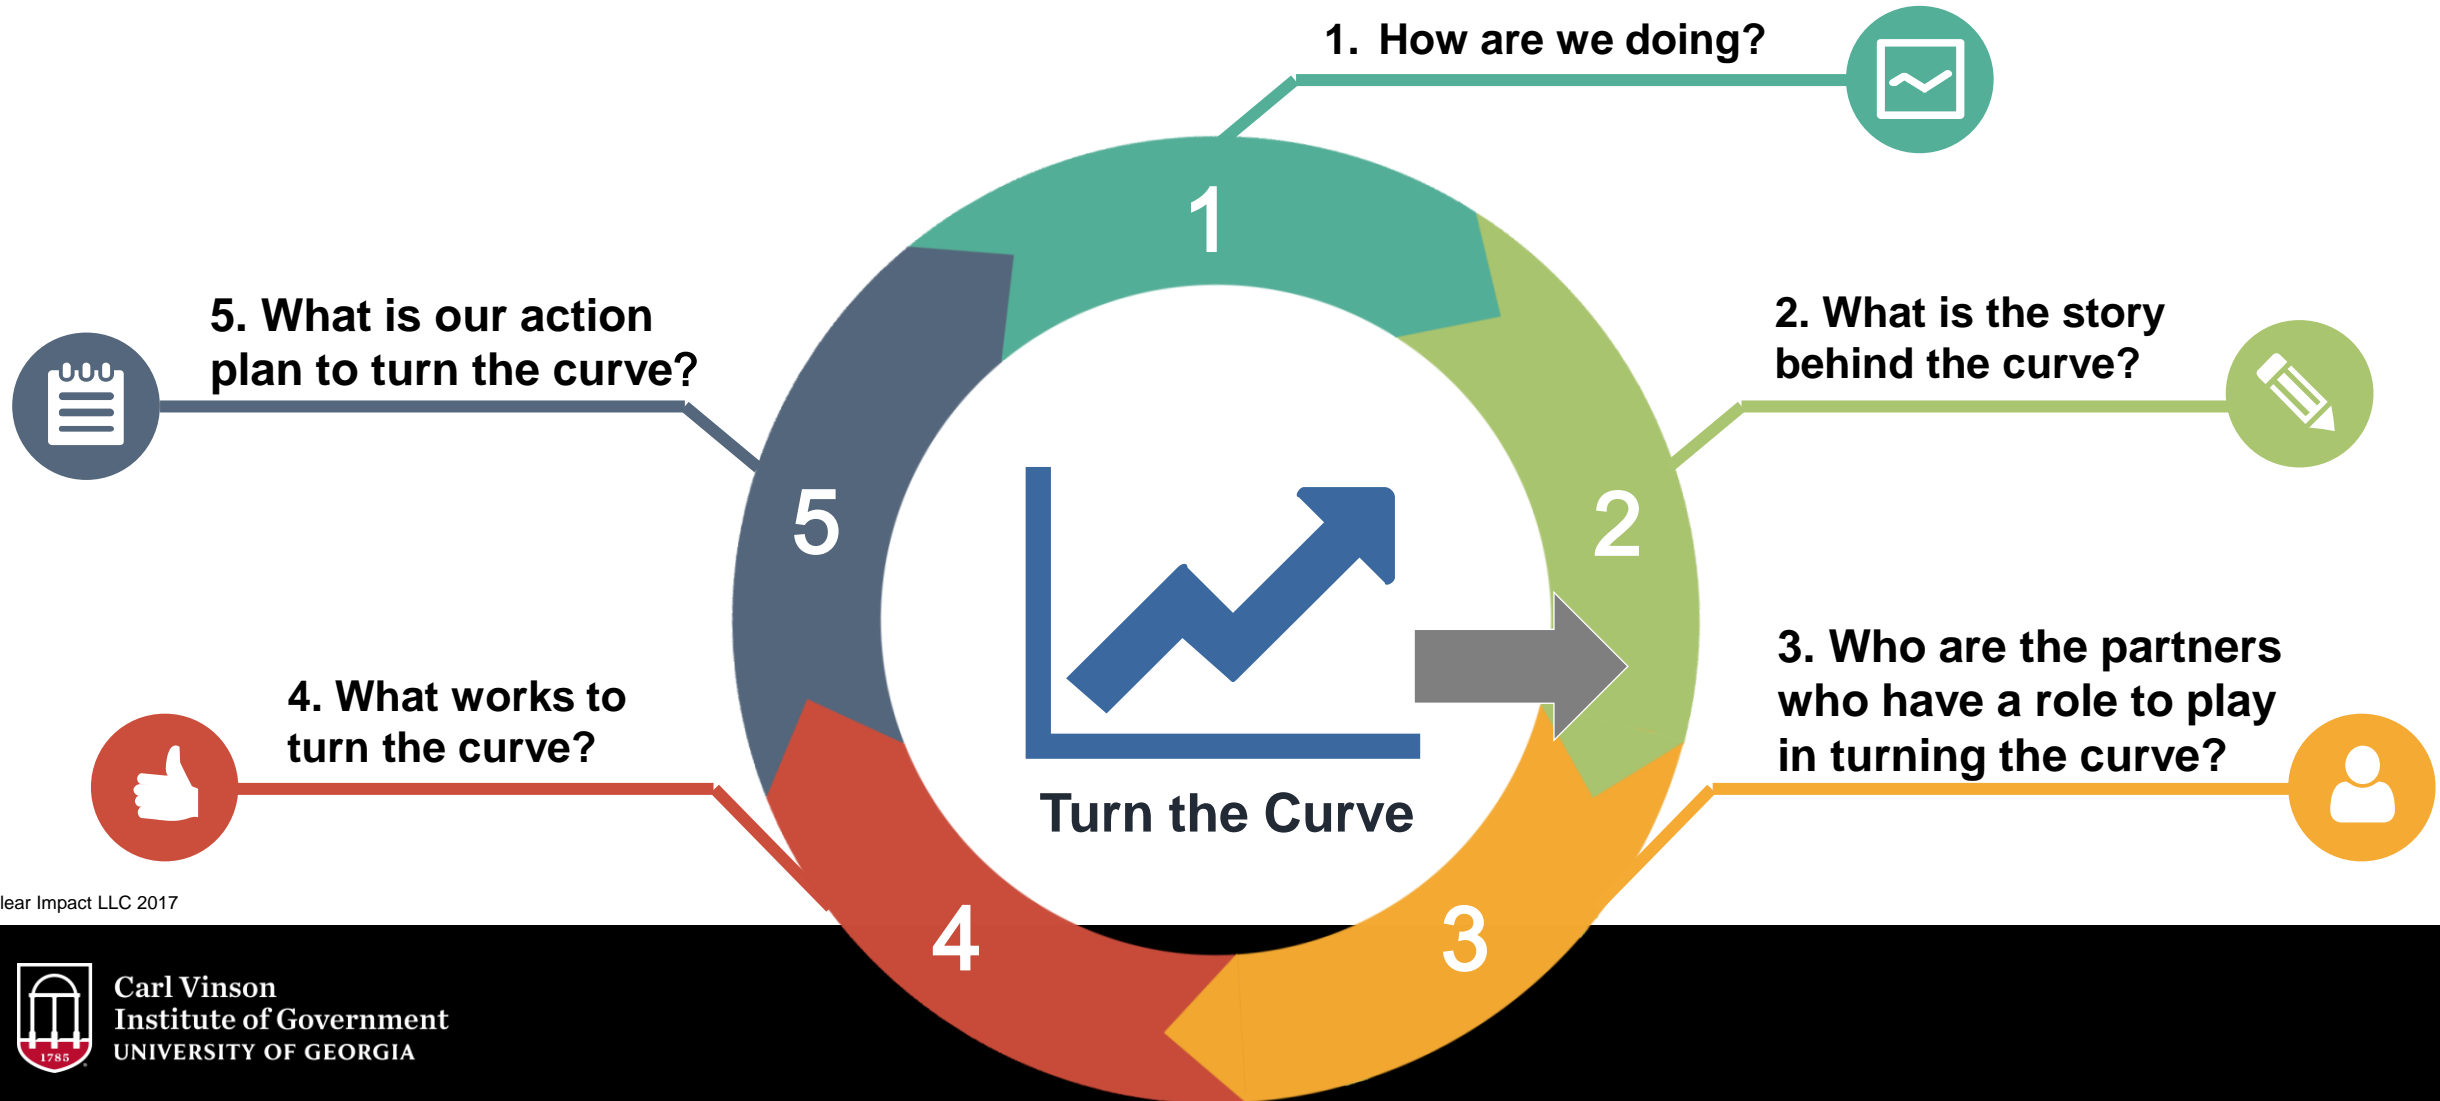 1. How are we doing?
1
5. What is our action
plan to turn the curve?
2. What is the story
behind the curve?
5
2
3. Who are the partners
who have a role to play
in turning the curve?
4. What works to
turn the curve?
Turn the Curve
lear Impact LLC 2017
4
3
Carl Vinson
Institute of Government
UNIVERSITY OF GEORGIA
1785